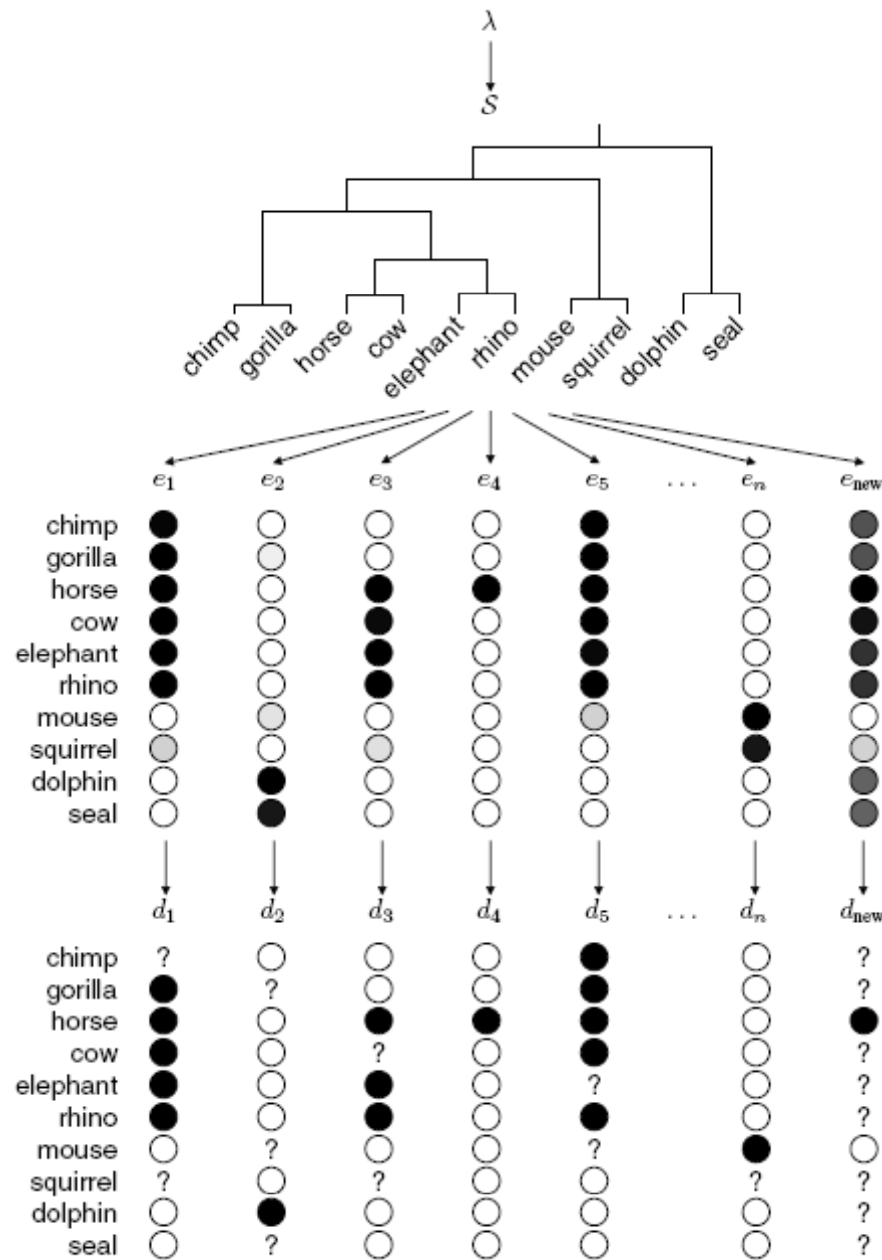 λ
S
chimp gorilla horse cow elephant rhino mouse squirrel dolphin seal
e1 e2 e3 e4 e5 ... en enew
chimp
gorilla
horse
cow
elephant
rhino
mouse
squirrel
dolphin
seal
d1 d2 d3 d4 d5 ... dn dnew
chimp ? ?
gorilla ? ?
horse
cow ? ?
elephant ? ?
rhino ?
mouse ? ?
squirrel ? ? ? ?
dolphin ?
seal ? ?